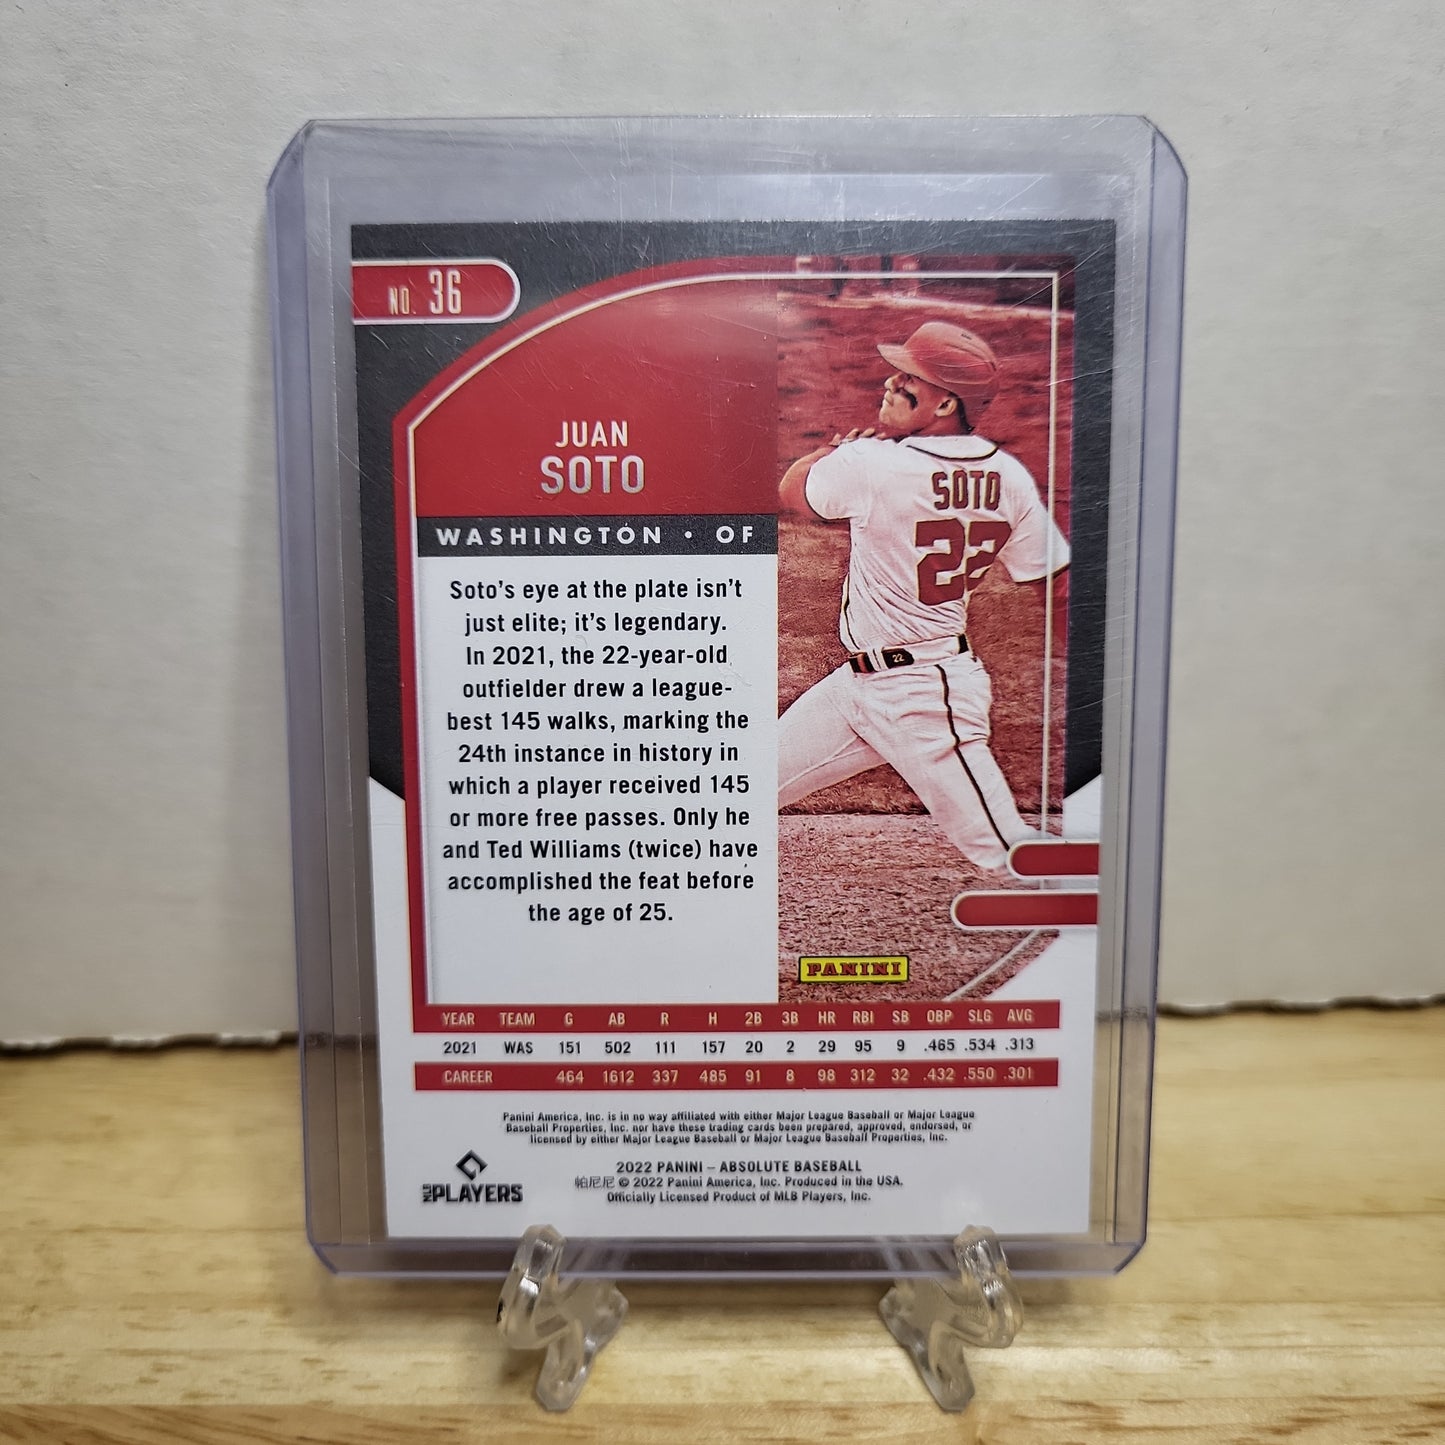 NO. 36
JUAN
SOTO
WASHINGTON • OF
Soto's eye at the plate isn't
just elite; it's legendary.
In 2021, the 22-year-old
outfielder drew a league-
best 145 walks, marking the
24th instance in history in
which a player received 145
or more free passes. Only he
and Ted Williams (twice) have
accomplished the feat before
the age of 25.
SOTO
22
22
PANINI
YEAR TEAM G AB R H 2B 3B HR RBI SB OBP SLG AVG
2021 WAS 151 502 111 157 20 2 29 95 9 .465 .534 .313
CAREER 464 1612 337 485 91 8 98 312 32 .432 .550 .301
Panini America, Inc. is in no way affiliated with either Major League Baseball or Major League
Baseball Properties, Inc. nor have these trading cards been prepared, approved, endorsed, or
licensed by either Major League Baseball or Major League Baseball Properties, Inc.
2022 PANINI – ABSOLUTE BASEBALL
帕尼尼 © 2022 Panini America, Inc. Produced in the USA.
Officially Licensed Product of MLB Players, Inc.
MLB PLAYERS